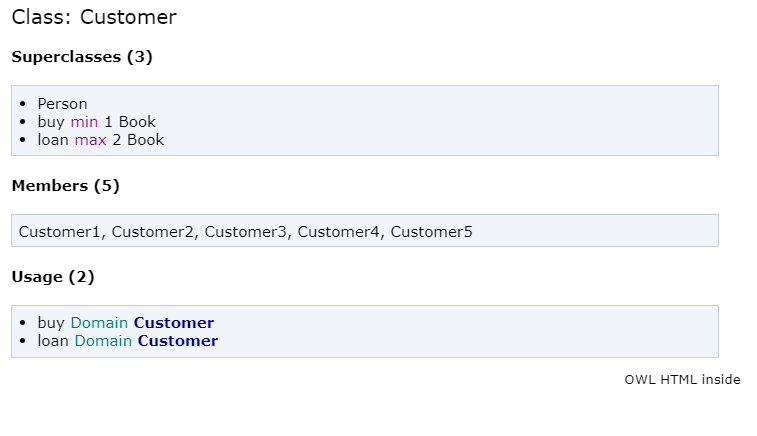 Class: Customer
Superclasses (3)
• Person
• buy min 1 Book
• loan max 2 Book
Members (5)
Customer1, Customer2, Customer3, Customer4, Customer5
Usage (2)
• buy Domain Customer
• loan Domain Customer
OWL HTML inside